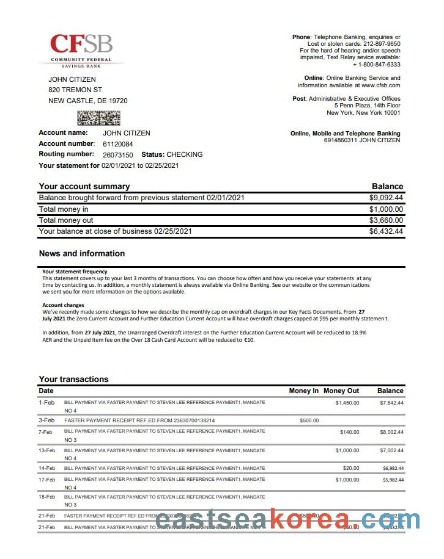 CFSB
COMMUNITY FEDERAL
SAVINGS BANK
Phone: Telephone Banking, enquiries or
Lost or stolen cards: 212-897-9650
For the hard of hearing and/or speech
impaired, Text Relay service available:
+ 1-800-847-6333
Online: Online Banking Service and
information available at www.cfsb.com
Post: Administrative & Executive Offices
5 Penn Plaza, 14th Floor
New York, New York 10001
Online, Mobile and Telephone Banking
6914860311 JOHN CITIZEN
JOHN CITIZEN
820 TREMON ST
NEW CASTLE, DE 19720
Account name: JOHN CITIZEN
Account number: 61120084
Routing number: 26073150 Status: CHECKING
Your statement for 02/01/2021 to 02/25/2021
Your account summary Balance
Balance brought forward from previous statement 02/01/2021 $9,092.44
Total money in $1,000.00
Total money out $3,660.00
Your balance at close of business 02/25/2021 $6,432.44
News and information
Your statement frequency
This statement covers up to your last 3 months of transactions. You can choose how often and how you receive your statements at any
time by contacting us. In addition, a monthly statement is always available via Online Banking. See our website or the communications
we sent you for more information on the options available.
Account changes
We've recently made some changes to how we describe the monthly cap on overdraft charges in our Key Facts Documents. From 27
July 2021 the Zero Current Account and Further Education Current Account will have overdraft charges capped at $95 per monthly statement.
In addition, from 27 July 2021, the Unarranged Overdraft interest on the Further Education Current Account will be reduced to 18.9%
AER and the Unpaid Item fee on the Over 18 Cash Card Account will be reduced to €10.
Your transactions
Date Money In Money Out Balance
1-Feb BILL PAYMENT VIA FASTER PAYMENT TO STEVEN LEE REFERENCE PAYMENT1, MANDATE $1,450.00 $7,642.44
NO 4
3-Feb FASTER PAYMENT RECEIPT REF.ED FROM $500.00
7-Feb BILL PAYMENT VIA FASTER PAYMENT TO STEVEN LEE REFERENCE PAYMENT1, MANDATE $140.00 $8,002.44
NO 3
13-Feb BILL PAYMENT VIA FASTER PAYMENT TO STEVEN LEE REFERENCE PAYMENT1, MANDATE $1,000.00 $7,002.44
NO 4
14-Feb BILL PAYMENT VIA FASTER PAYMENT TO STEVEN LEE REFERENCE PAYMENT1, MANDATE $20.00 $6,982.44
17-Feb BILL PAYMENT VIA FASTER PAYMENT TO STEVEN LEE REFERENCE PAYMENT1, MANDATE $1,000.00 $5,982.44
NO 4
18-Feb BILL PAYMENT VIA FASTER PAYMENT TO STEVEN LEE REFERENCE PAYMENT1, MANDATE
NO 3
21-Feb FASTER PAYMENT RECEIPT REF.ED FROM
21-Feb BILL PAYMENT VIA FASTER PAYMENT TO
eastseakorea.com